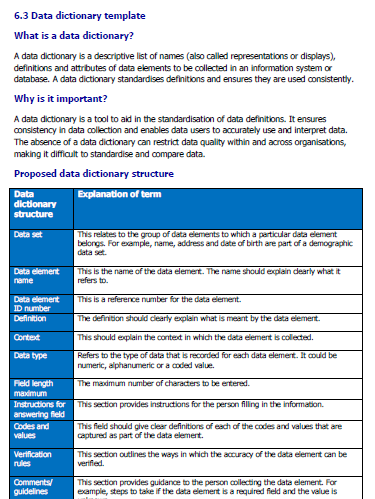 6.3 Data dictionary template
What is a data dictionary?
A data dictionary is a descriptive list of names (also called representations or displays),
definitions and attributes of data elements to be collected in an information system or
database. A data dictionary standardises definitions and ensures they are used consistently.
Why is it important?
A data dictionary is a tool to aid in the standardisation of data definitions. It ensures
consistency in data collection and enables data users to accurately use and interpret data.
The absence of a data dictionary can restrict data quality within and across organisations,
making it difficult to standardise and compare data.
Proposed data dictionary structure
Data
dictionary
structure
Explanation of term
Data set
This relates to the group of data elements to which a particular data element
belongs. For example, name, address and date of birth are part of a demographic
data set.
Data element
name
This is the name of the data element. The name should explain clearly what it
refers to.
Data element
ID number
This is a reference number for the data element.
Definition
The definition should clearly explain what is meant by the data element.
Context
This should explain the context in which the data element is collected.
Data type
Refers to the type of data that is recorded for each data element. It could be
numeric, alphanumeric or a coded value.
Field length
maximum
The maximum number of characters to be entered.
Instructions for
answering field
This section provides instructions for the person filling in the information.
Codes and
values
This field should give clear definitions of each of the codes and values that are
captured as part of the data element.
Verification
rules
This section outlines the ways in which the accuracy of the data element can be
verified.
Comments/
guidelines
This section provides guidance to the person collecting the data element. For
example, steps to take if the data element is a required field and the value is